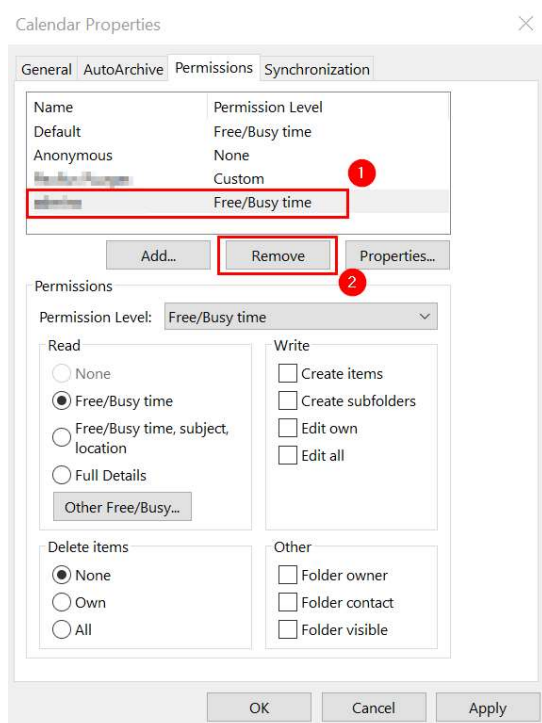 Calendar Properties
General AutoArchive Permissions Synchronization
Name Permission Level
Default Free/Busy time
Anonymous None
Custom
1
Free/Busy time
Add... Remove Properties...
2
Permissions
Permission Level: Free/Busy time
Read Write
None Create items
Free/Busy time Create subfolders
Free/Busy time, subject, Edit own
location Edit all
Full Details
Other Free/Busy...
Delete items Other
None Folder owner
Own Folder contact
All Folder visible
OK Cancel Apply